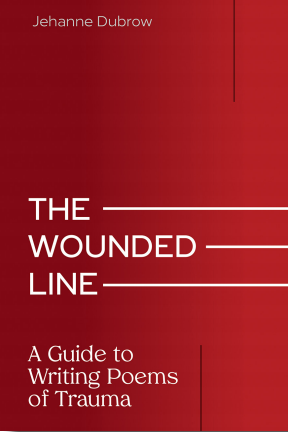 Jehanne Dubrow
THE
WOUNDED
LINE
A Guide to
Writing Poems
of Trauma